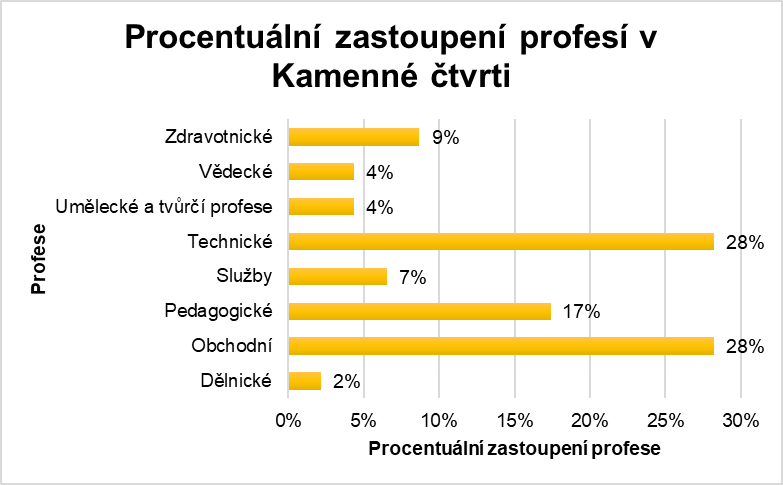 Procentuální zastoupení profesí v
Kamenné čtvrti
Profese
Zdravotnické 9%
Vědecké 4%
Umělecké a tvůrčí profese 4%
Technické 28%
Služby 7%
Pedagogické 17%
Obchodní 28%
Dělnické 2%
0% 5% 10% 15% 20% 25% 30%
Procentuální zastoupení profese